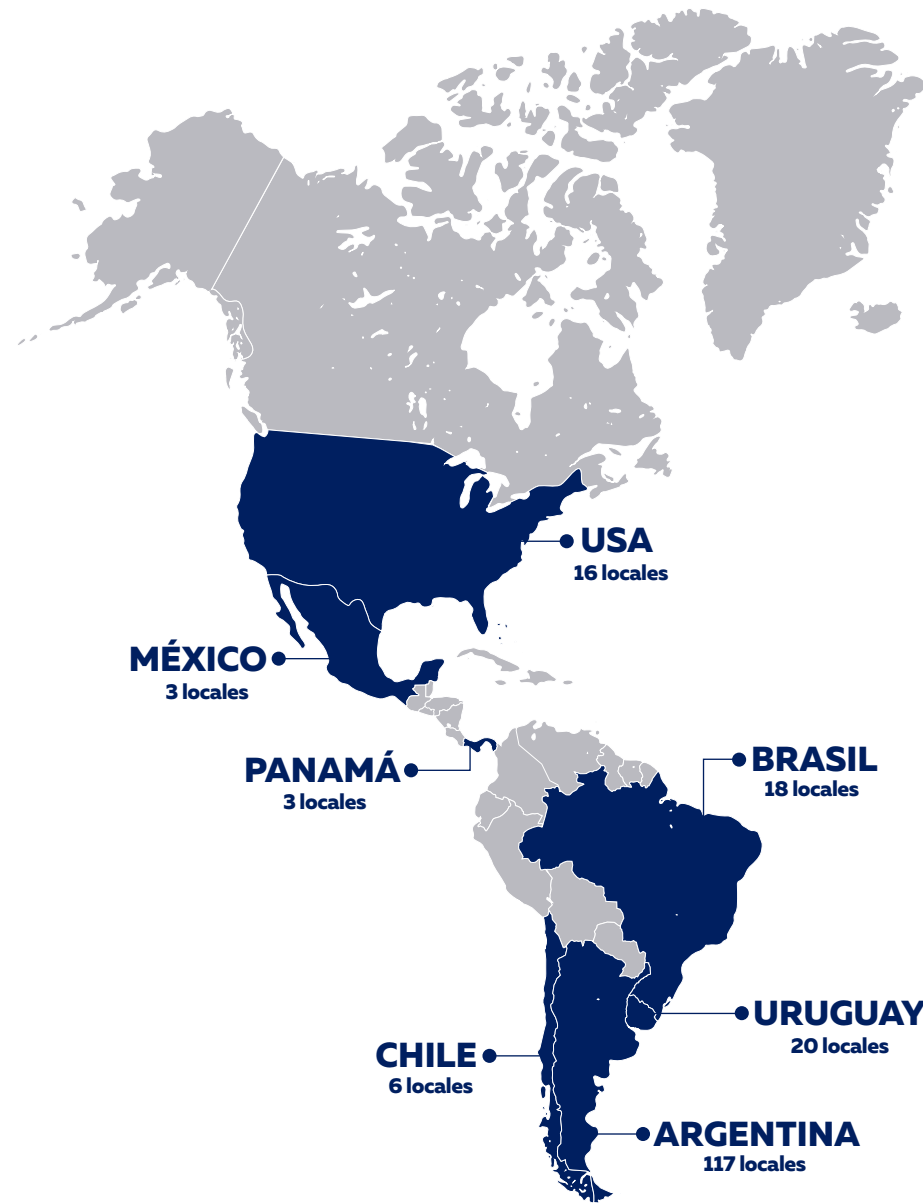 USA
16 locales
MÉXICO
3 locales
PANAMÁ
3 locales
BRASIL
18 locales
URUGUAY
20 locales
CHILE
6 locales
ARGENTINA
117 locales